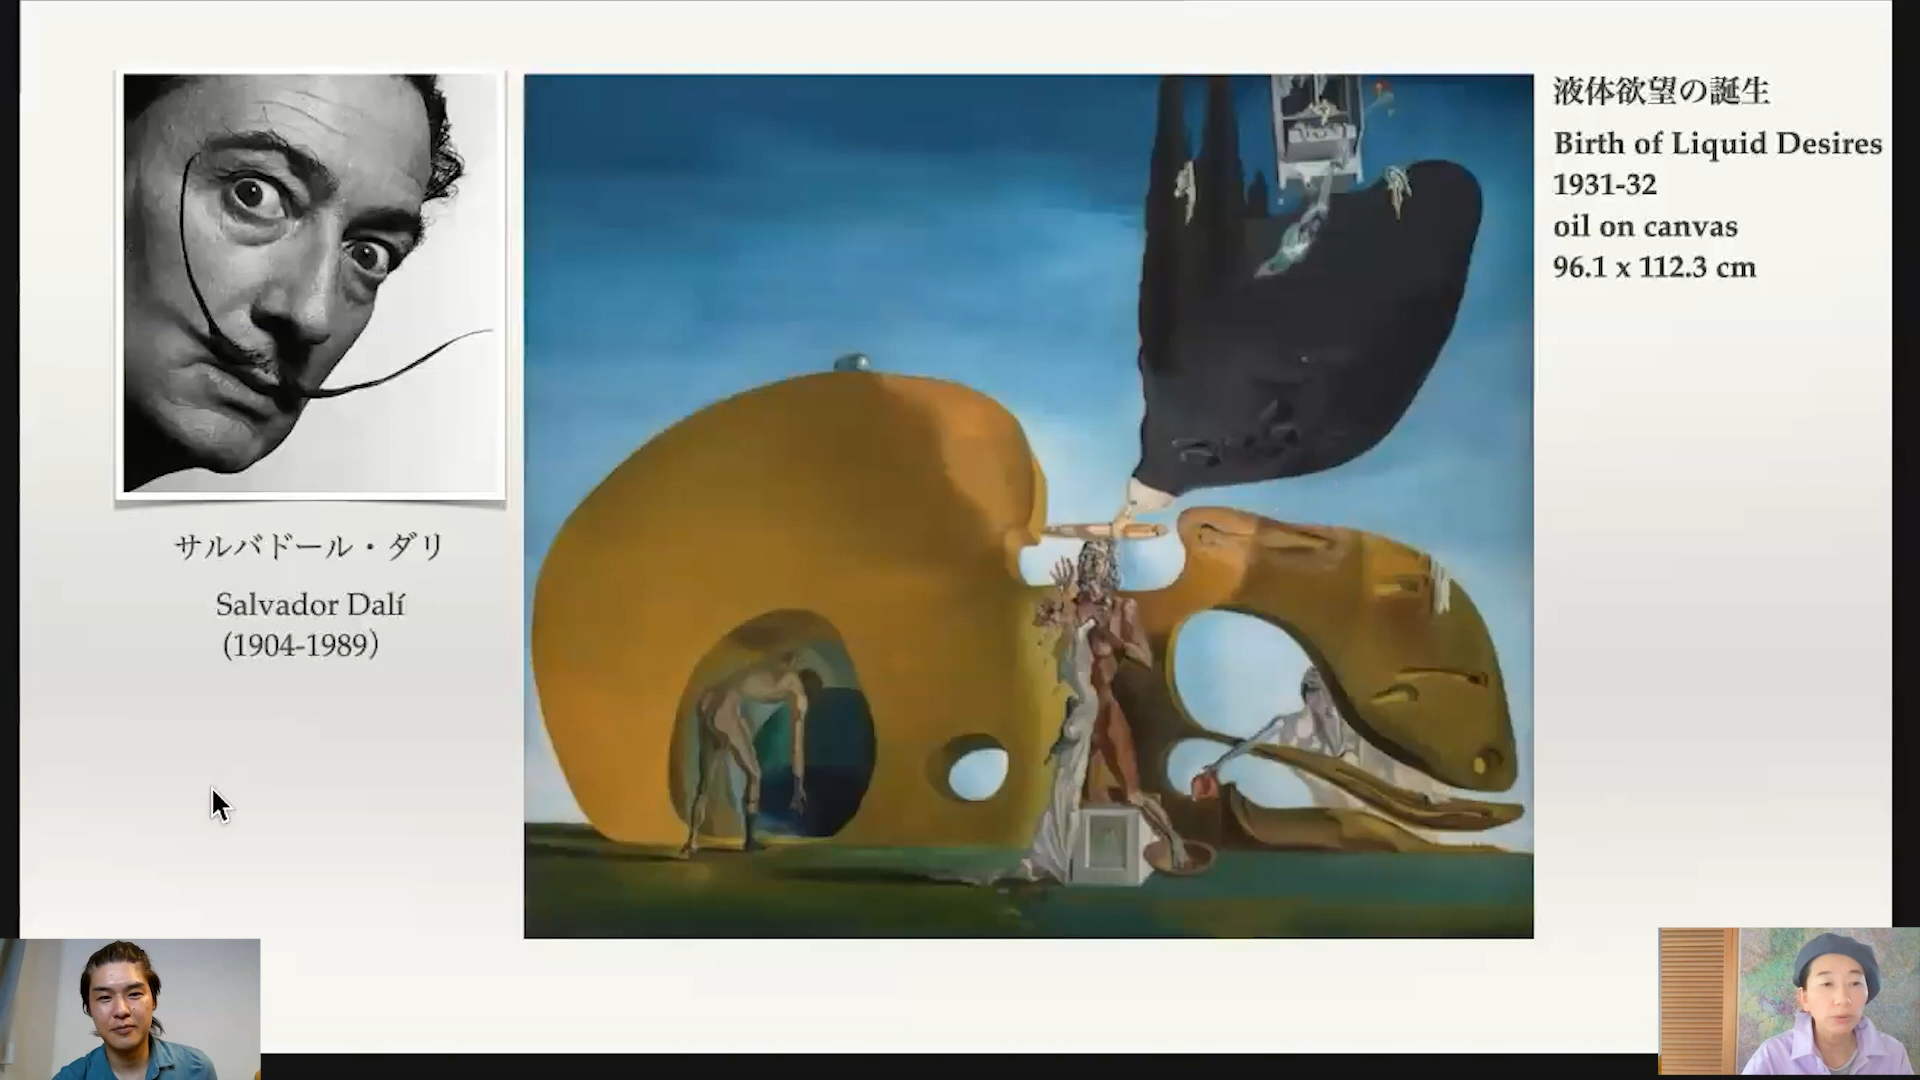 サルバドール・ダリ
Salvador Dalí
(1904-1989)
液体欲望の誕生
Birth of Liquid Desires
1931-32
oil on canvas
96.1 x 112.3 cm